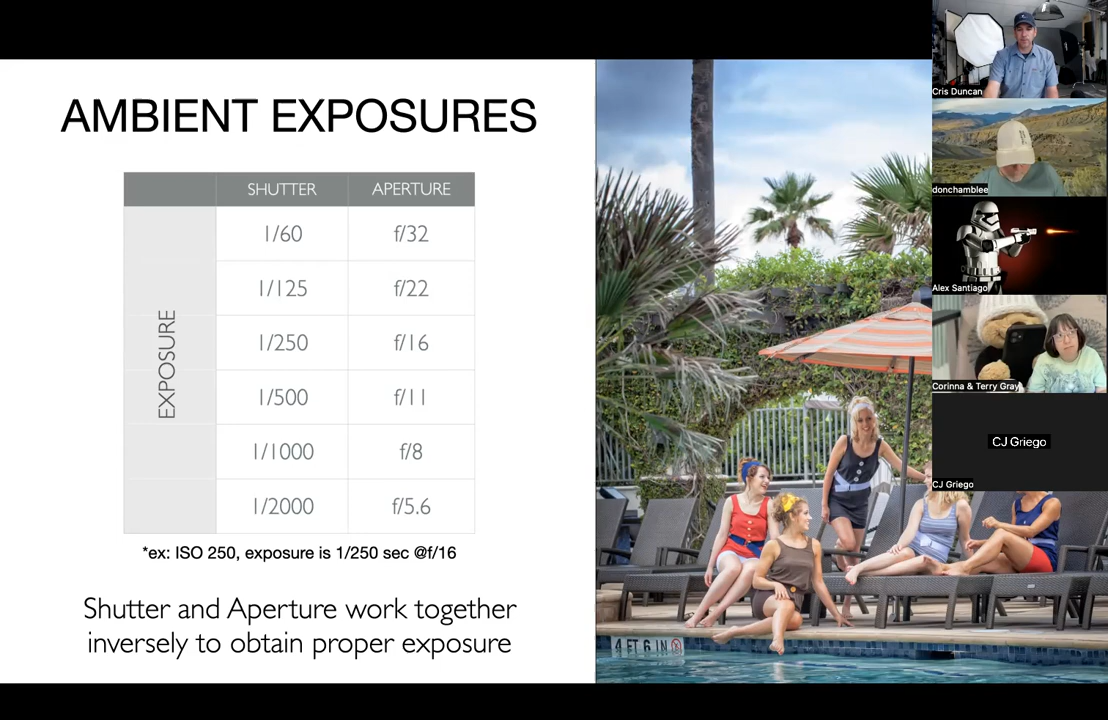 AMBIENT EXPOSURES
SHUTTER APERTURE
EXPOSURE
1/60 f/32
1/125 f/22
1/250 f/16
1/500 f/11
1/1000 f/8
1/2000 f/5.6
*ex: ISO 250, exposure is 1/250 sec @f/16
Shutter and Aperture work together
inversely to obtain proper exposure
4 FT 6 IN
Cris Duncan
donchamblee
Alex Santiago
Corinna & Terry Gray
CJ Griego
CJ Griego